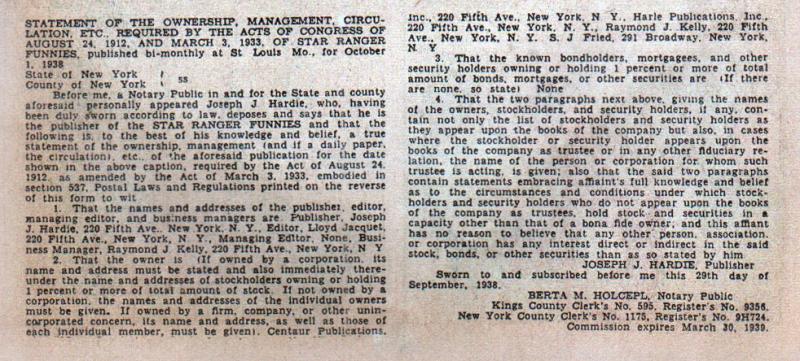 STATEMENT OF THE OWNERSHIP, MANAGEMENT, CIRCU-
LATION, ETC., REQUIRED BY THE ACTS OF CONGRESS OF
AUGUST 24, 1912, AND MARCH 3, 1933, OF STAR RANGER
FUNNIES, published bi-monthly at St Louis Mo., for October
1, 1938
State of New York
County of New York } ss
Before me, a Notary Public in and for the State and county
aforesaid personally appeared Joseph J Hardie, who, having
been duly sworn according to law, deposes and says that he is
the publisher of the STAR RANGER FUNNIES and that the
following is, to the best of his knowledge and belief, a true
statement of the ownership, management (and if a daily paper,
the circulation), etc., of the aforesaid publication for the date
shown in the above caption, required by the Act of August 24,
1912, as amended by the Act of March 3, 1933, embodied in
section 537, Postal Laws and Regulations printed on the reverse
of this form to wit
1. That the names and addresses of the publisher, editor,
managing editor, and business managers are Publisher, Joseph
J. Hardie, 220 Fifth Ave., New York, N. Y., Editor, Lloyd Jacquet,
220 Fifth Ave., New York, N. Y., Managing Editor, None, Busi-
ness Manager, Raymond J Kelly, 220 Fifth Ave., New York, N Y
2. That the owner is (If owned by a corporation, its
name and address must be stated and also immediately there-
under the name and addresses of stockholders owning or holding
1 percent or more of total amount of stock. If not owned by a
corporation, the names and addresses of the individual owners
must be given. If owned by a firm, company, or other unin-
corporated concern, its name and address, as well as those of
each individual member, must be given). Centaur Publications,
Inc., 220 Fifth Ave., New York, N. Y., Harle Publications, Inc.,
220 Fifth Ave., New York, N. Y., Raymond J. Kelly, 220 Fifth
Ave., New York, N. Y. S. J Fried, 291 Broadway, New York,
N Y
3. That the known bondholders, mortgagees, and other
security holders owning or holding 1 percent or more of total
amount of bonds, mortgages, or other securities are (If there
are none, so state) None
4. That the two paragraphs next above, giving the names
of the owners, stockholders, and security holders, if any, con-
tain not only the list of stockholders and security holders as
they appear upon the books of the company but also, in cases
where the stockholder or security holder appears upon the
books of the company as trustee or in any other fiduciary re-
lation, the name of the person or corporation for whom such
trustee is acting, is given; also that the said two paragraphs
contain statements embracing affaint's full knowledge and belief
as to the circumstances and conditions under which stock-
holders and security holders who do not appear upon the books
of the company as trustees, hold stock and securities in a
capacity other than that of a bona fide owner; and this affiant
has no reason to believe that any other person, association,
or corporation has any interest direct or indirect in the said
stock, bonds, or other securities than as so stated by him
JOSEPH J. HARDIE, Publisher
Sworn to and subscribed before me this 29th day of
September, 1938.
BERTA M. HOLCEPL, Notary Public
Kings County Clerk's No. 595, Register's No. 9356,
New York County Clerk's No. 1175, Register's No. 9H724.
Commission expires March 30, 1939.